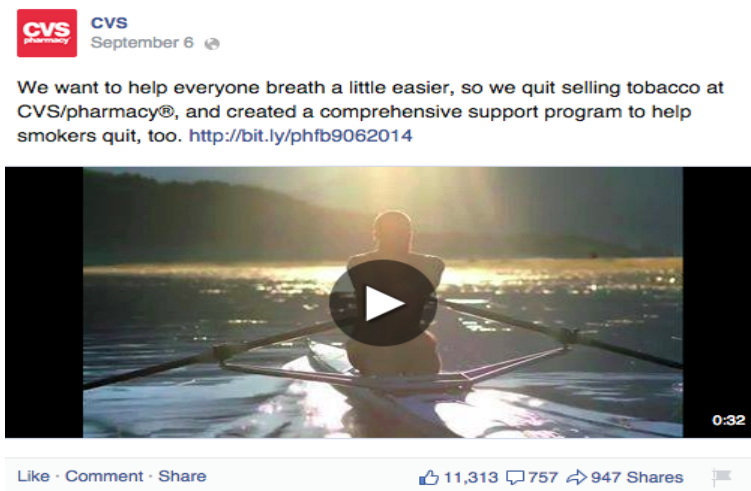 CVS
pharmacy
CVS
September 6
We want to help everyone breath a little easier, so we quit selling tobacco at
CVS/pharmacy®, and created a comprehensive support program to help
smokers quit, too. http://bit.ly/phfb9062014
0:32
Like · Comment · Share 11,313 757 947 Shares